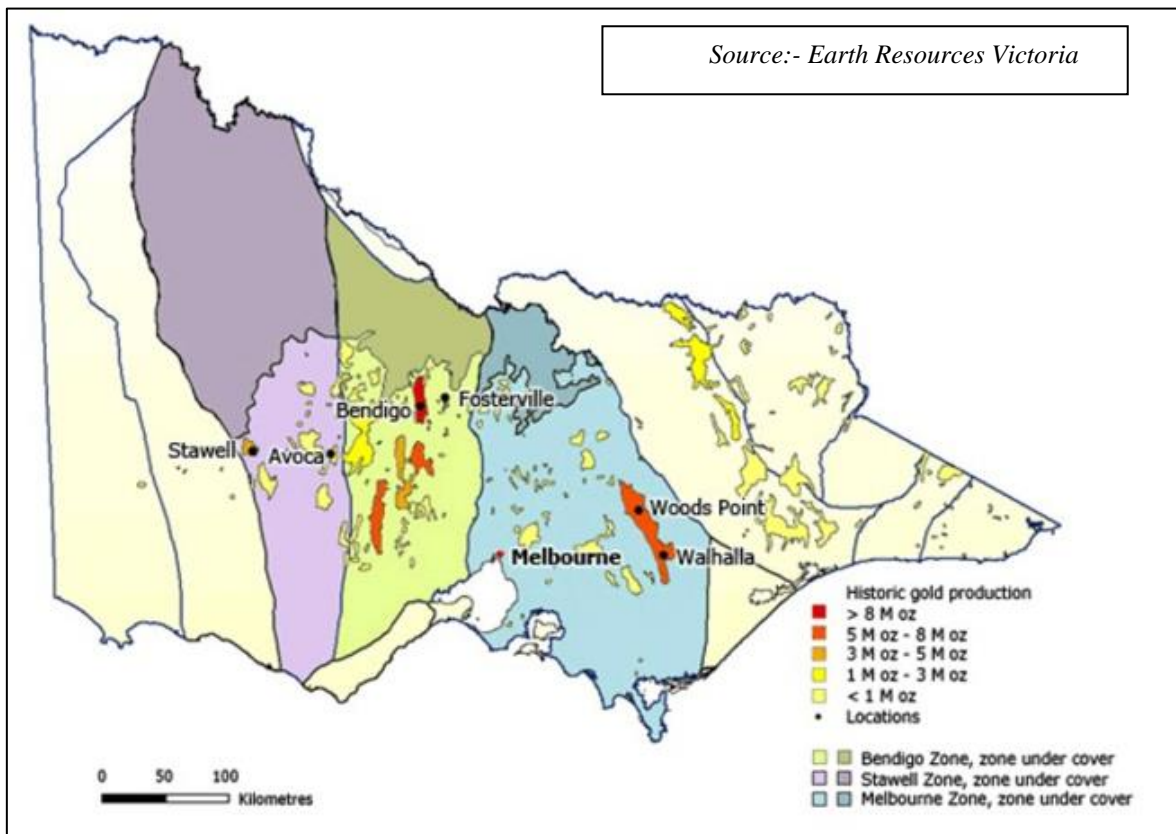 Source:- Earth Resources Victoria
Bendigo
Fosterville
Stawell
Avoca
Woods Point
Melbourne
Walhalla
Historic gold production
> 8 M oz
5 M oz - 8 M oz
3 M oz - 5 M oz
1 M oz - 3 M oz
< 1 M oz
Locations
0 50 100
Kilometres
Bendigo Zone, zone under cover
Stawell Zone, zone under cover
Melbourne Zone, zone under cover